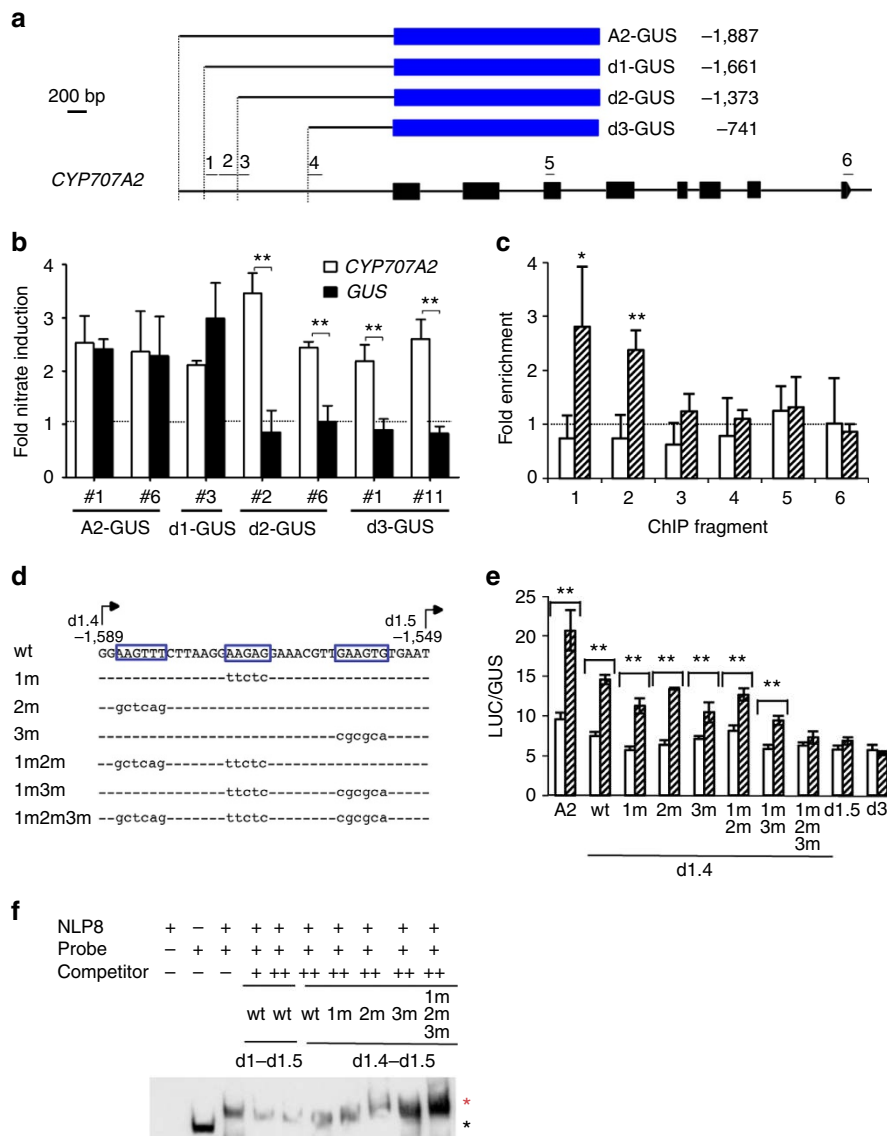 a
A2-GUS −1,887
d1-GUS −1,661
200 bp
d2-GUS −1,373
d3-GUS −741
1 2 3 4 5 6
CYP707A2
b
Fold nitrate induction
4
3
2
1
0
CYP707A2
GUS
** ** ** **
#1 #6 #3 #2 #6 #1 #11
A2-GUS d1-GUS d2-GUS d3-GUS
c
Fold enrichment
4
3
2
1
0
* **
1 2 3 4 5 6
ChIP fragment
d
d1.4 d1.5
−1,589 −1,549
wt GGAAGTTTCTTAAGGAAGAGGAAACGTTGAAGTGTGAAT
1m ---------------ttctc-------------------
2m --gctcag-------------------------------
3m ----------------------------cgcgca-----
1m2m --gctcag-------ttctc-------------------
1m3m ---------------ttctc--------cgcgca-----
1m2m3m --gctcag-------ttctc--------cgcgca-----
e
LUC/GUS
25
20
15
10
5
0
** ** ** ** ** ** **
A2 wt 1m 2m 3m 1m 1m 1m d1.5 d3
2m 3m 2m
3m
d1.4
f
NLP8 + − + + + + + + + +
Probe − + + + + + + + + +
Competitor − − − + ++ ++ ++ ++ ++ ++
1m
wt wt wt 1m 2m 3m 2m
3m
d1–d1.5 d1.4–d1.5
*
*